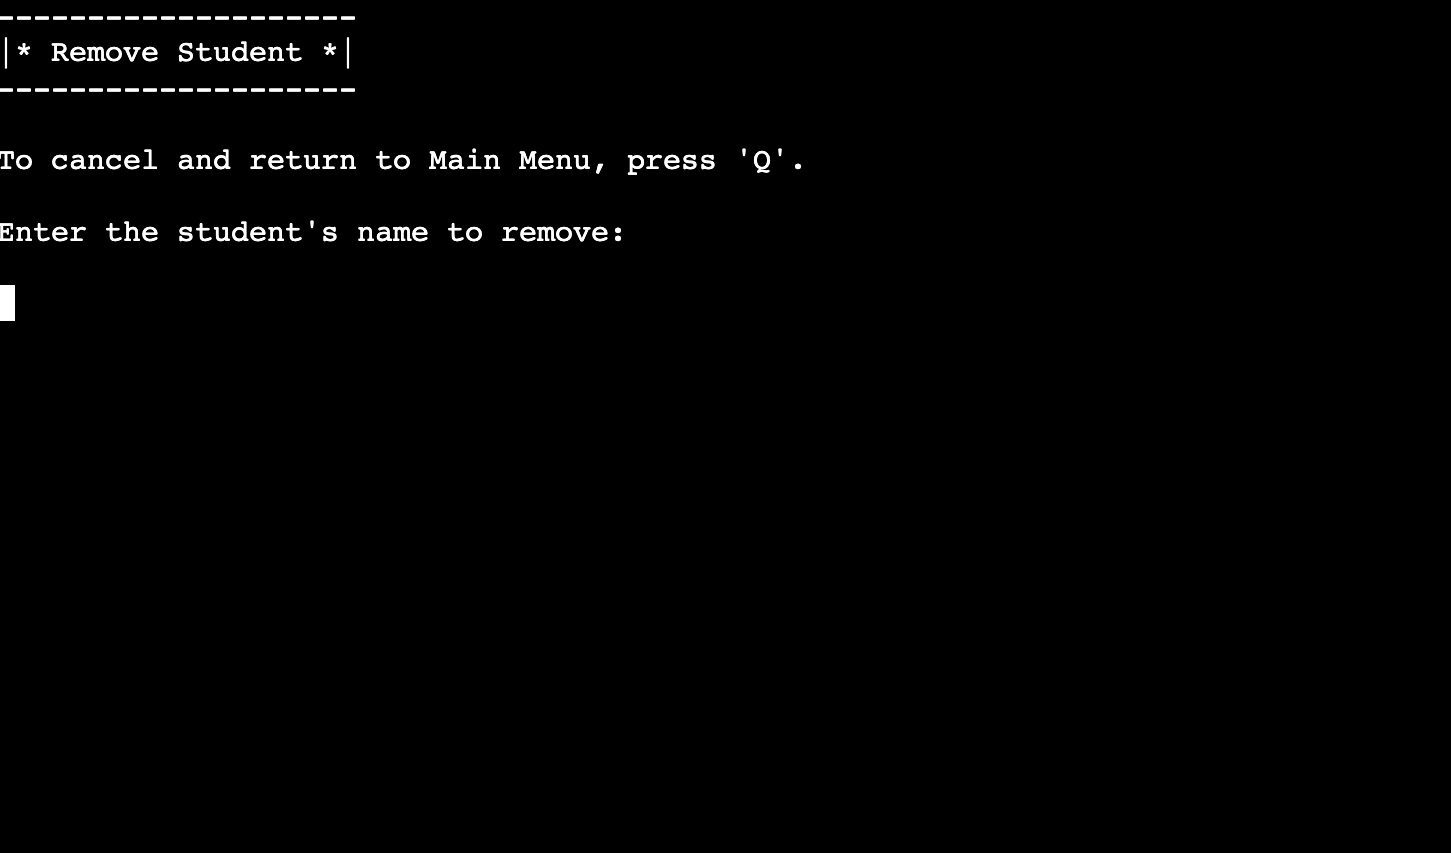 --------------------
|* Remove Student *|
--------------------
To cancel and return to Main Menu, press 'Q'.
Enter the student's name to remove: